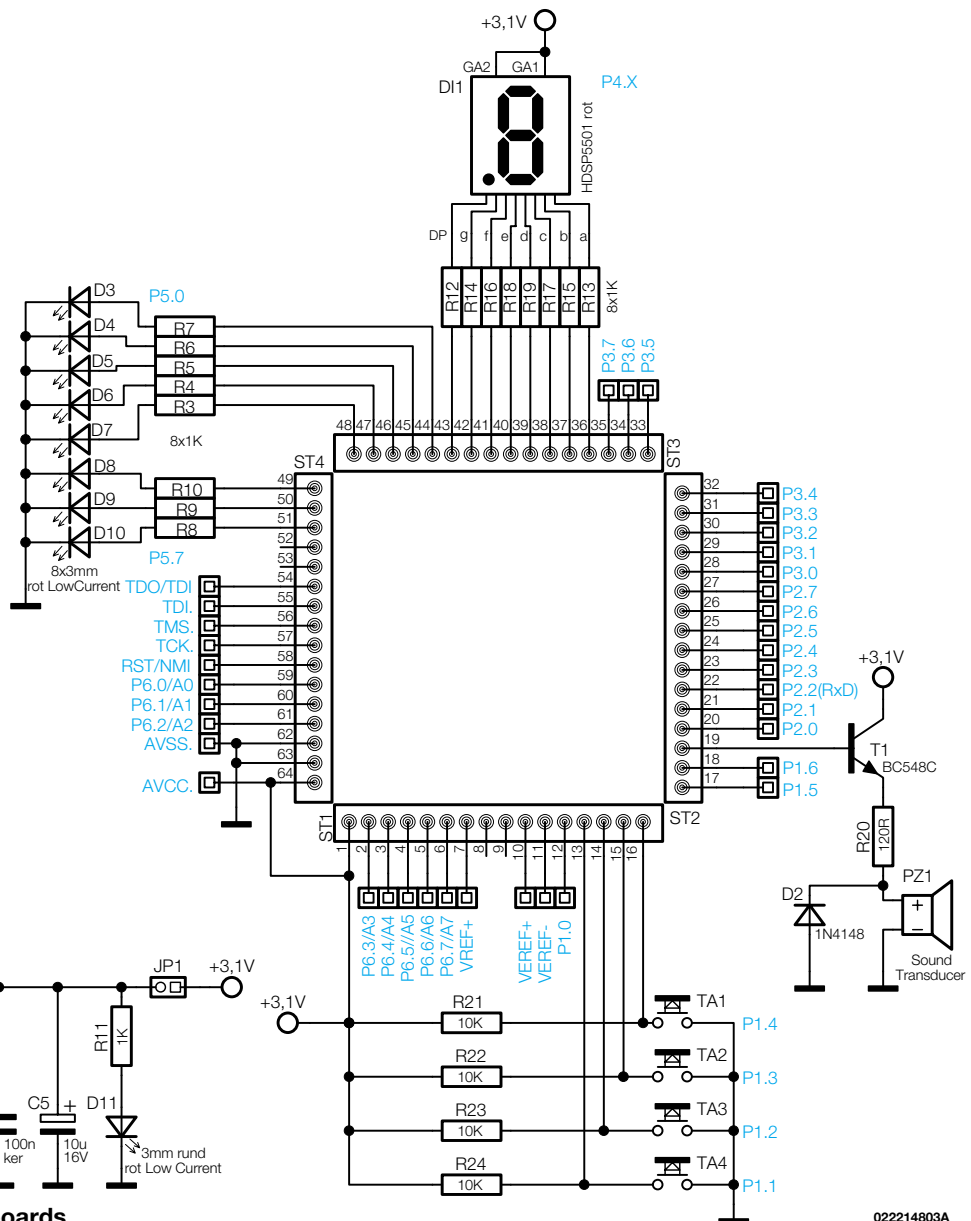 +3,1V
GA2 GA1
DI1
P4.X
HDSP5501 rot
DP g f e d c b a
R12 R14 R16 R18 R19 R17 R15 R13
8x1K
D3 P5.0
D4
D5
D6
D7
D8
D9
D10
R7
R6
R5
R4
R3
8x1K
R10
R9
R8
P5.7
8x3mm
rot LowCurrent
P3.7 P3.6 P3.5
48 47 46 45 44 43 42 41 40 39 38 37 36 35 34 33
ST4
ST3
49
50
51
52
53
54
55
56
57
58
59
60
61
62
63
64
TDO/TDI
TDI.
TMS.
TCK.
RST/NMI
P6.0/A0
P6.1/A1
P6.2/A2
AVSS.
AVCC.
32 P3.4
31 P3.3
30 P3.2
29 P3.1
28 P3.0
27 P2.7
26 P2.6
25 P2.5
24 P2.4
23 P2.3
22 P2.2(RxD)
21 P2.1
20 P2.0
19
18 P1.6
17 P1.5
+3,1V
T1
BC548C
R20
120R
D2
1N4148
PZ1
+
−
Sound
Transducer
ST1
ST2
1 2 3 4 5 6 7 8 9 10 11 12 13 14 15 16
P6.3/A3
P6.4/A4
P6.5//A5
P6.6/A6
P6.7/A7
VREF+
VEREF+
VEREF-
P1.0
JP1 +3,1V
R11
1K
C5 +
10u
16V
100n
ker
D11
3mm rund
rot Low Current
+3,1V
R21
10K
TA1
P1.4
R22
10K
TA2
P1.3
R23
10K
TA3
P1.2
R24
10K
TA4
P1.1
oards
022214803A